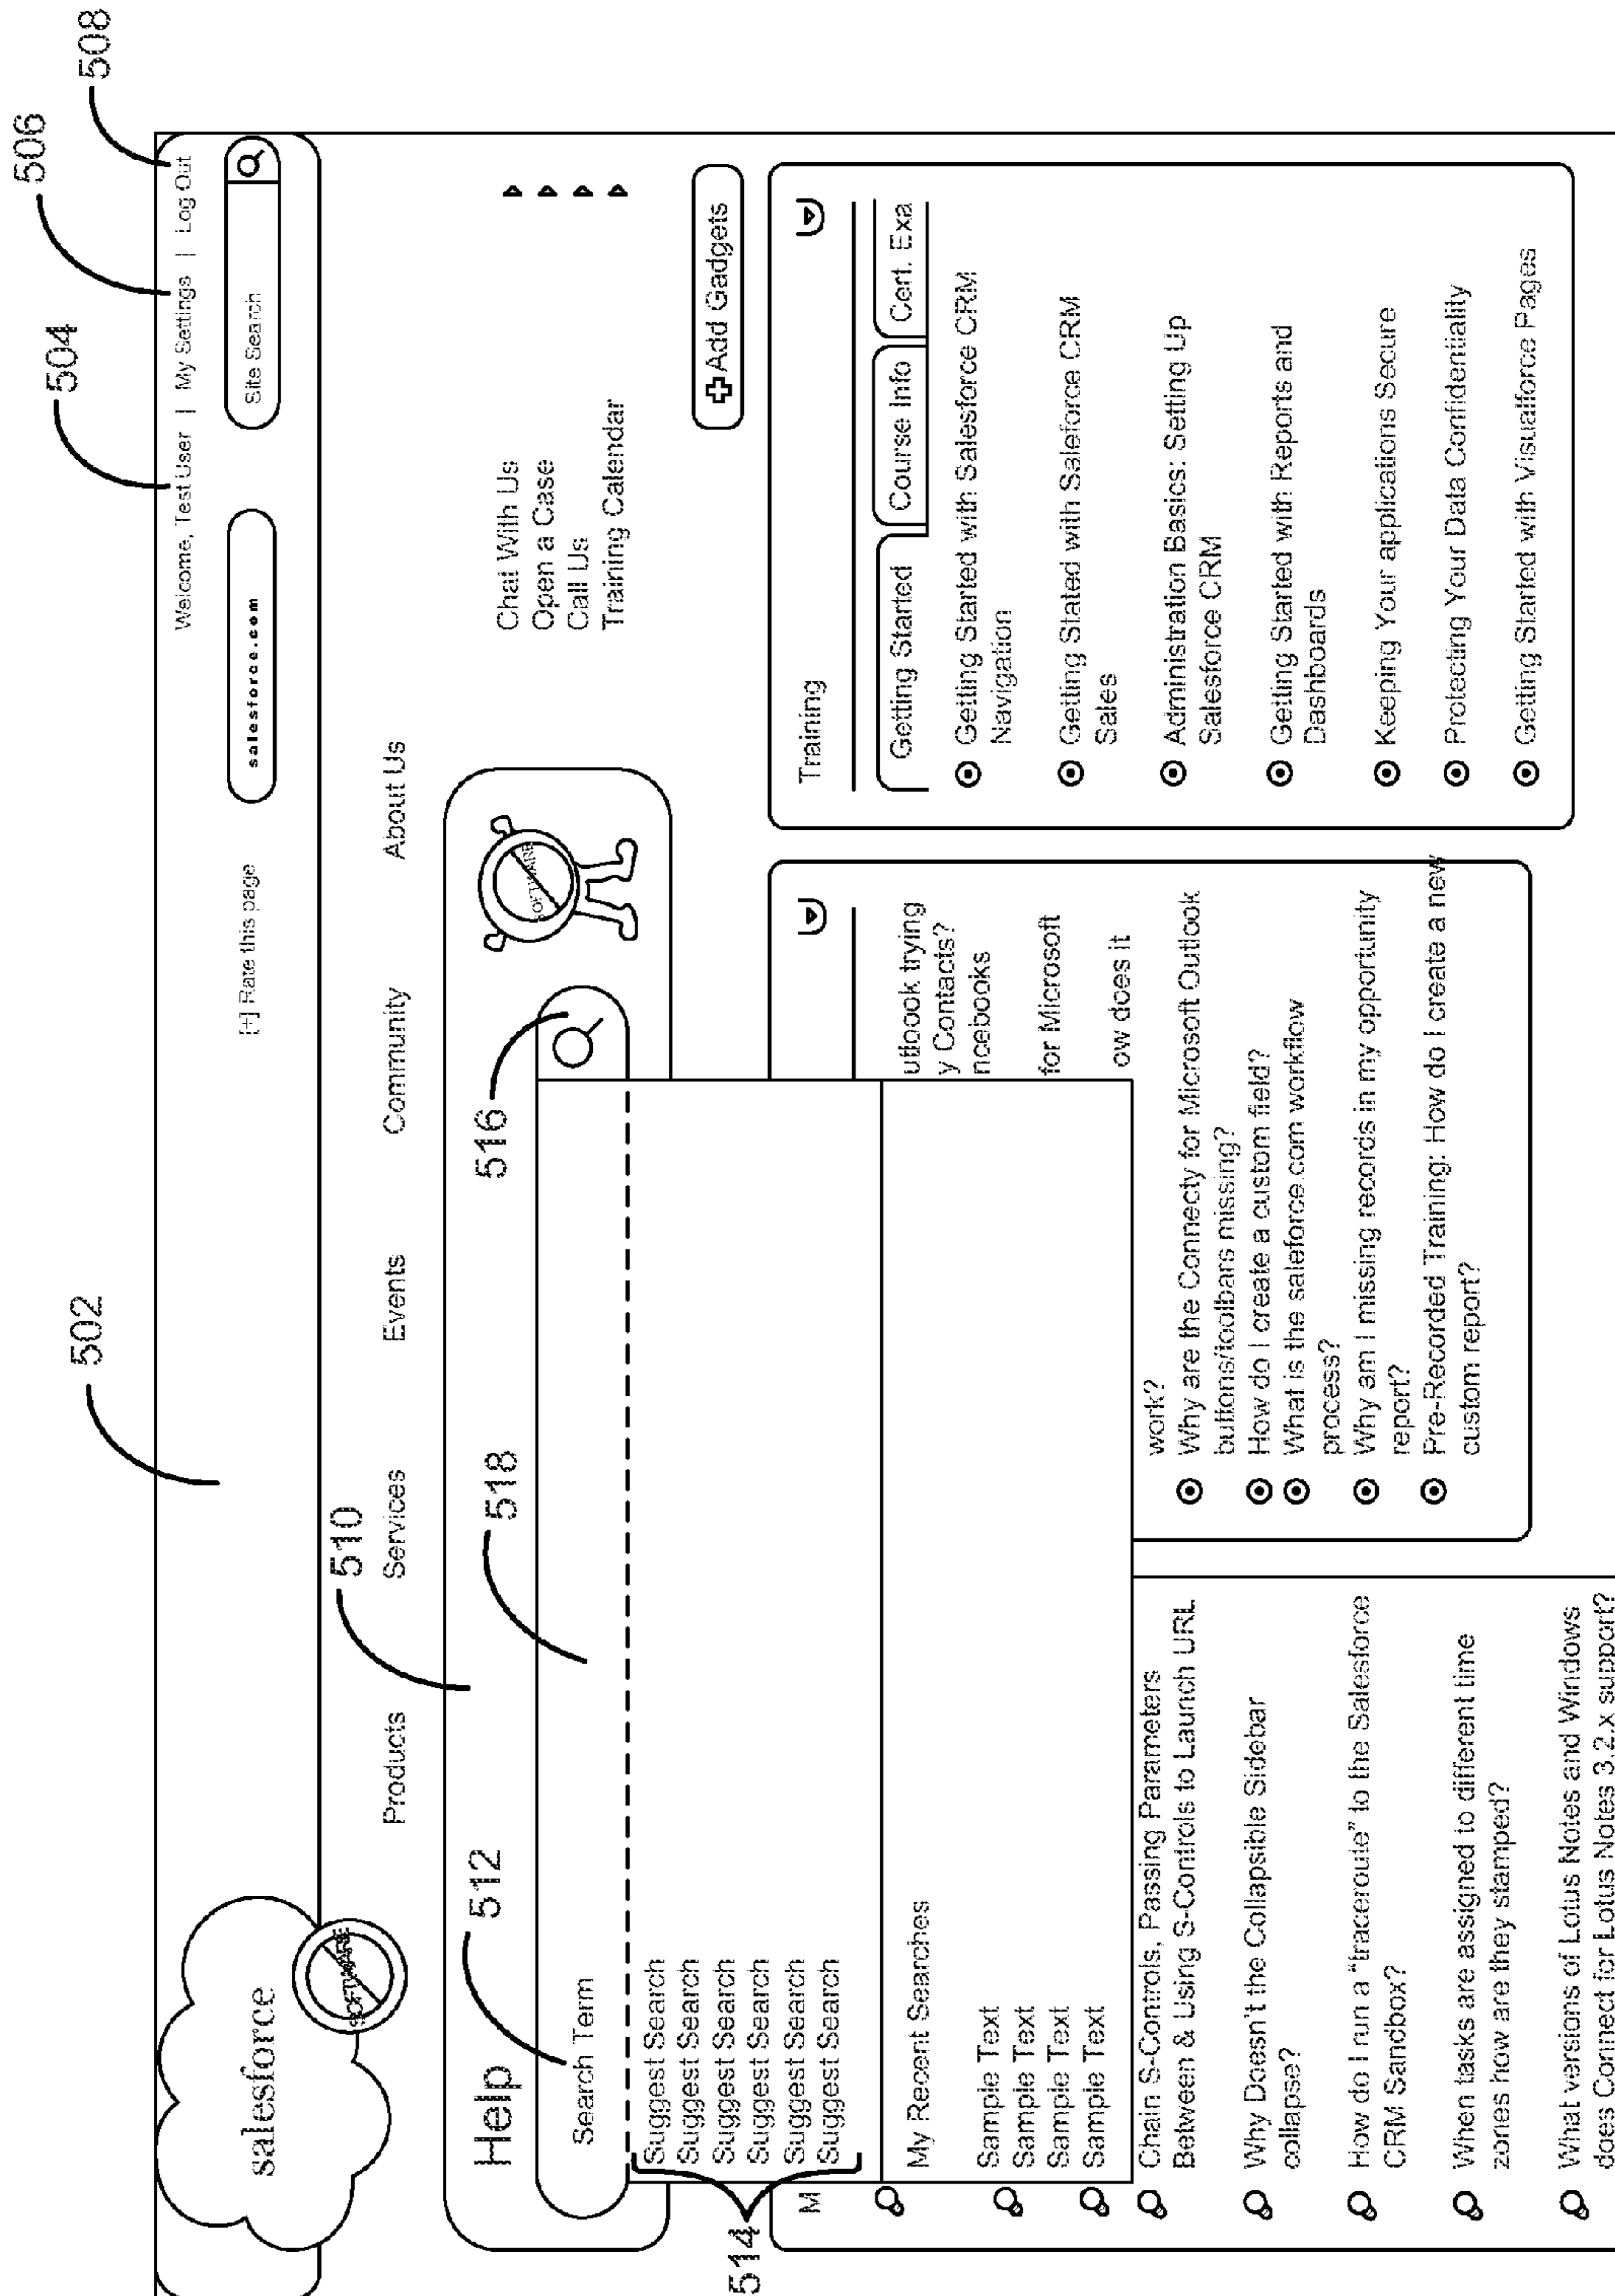 502
504
506
508
Welcome, Test User | My Settings | Log Out
salesforce
SOFTWARE
[+] Rate this page
salesforce.com
Site Search
510
Products
Services
Events
Community
About Us
Help
512
518
516
SOFTWARE
Search Term
Chat With Us
Open a Case
Call Us
Training Calendar
514
Suggest Search
Suggest Search
Suggest Search
Suggest Search
Suggest Search
Suggest Search
Add Gadgets
M
My Recent Searches
Sample Text
Sample Text
Sample Text
Sample Text
Chain S-Controls, Passing Parameters
Between & Using S-Controls to Launch URL
Why Doesn't the Collapsible Sidebar
collapse?
How do I run a "traceroute" to the Salesforce
CRM Sandbox?
When tasks are assigned to different time
zones how are they stamped?
What versions of Lotus Notes and Windows
does Connect for Lotus Notes 3.2.x support?
utloook trying
y Contacts?
ncebooks
for Microsoft
ow does it
work?
Why are the Connecty for Microsoft Outlook
buttons/toolbars missing?
How do I create a custom field?
What is the saleforce.com workflow
process?
Why am I missing records in my opportunity
report?
Pre-Recorded Training: How do I create a new
custom report?
Training
Getting Started
Course Info
Cert. Exa
Getting Started with Salesforce CRM
Navigation
Getting Stated with Saleforce CRM
Sales
Administration Basics: Setting Up
Salesforce CRM
Getting Started with Reports and
Dashboards
Keeping Your applications Secure
Protecting Your Data Confidentiality
Getting Started with Visualforce Pages